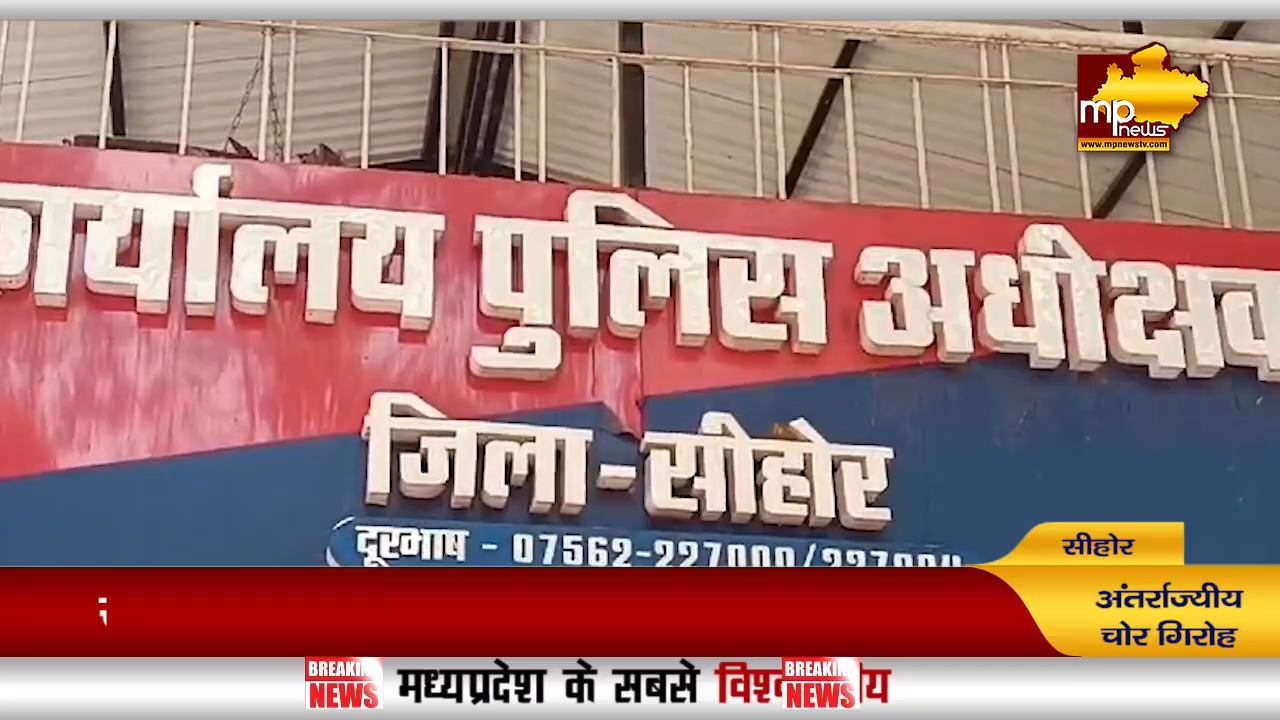 mp news
www.mpnewstv.com
कार्यालय पुलिस अधीक्षक
जिला-सीहोर
दूरभाष - 07562-227000/
सीहोर
अंतर्राज्यीय
चोर गिरोह
BREAKING NEWS मध्यप्रदेश के सबसे